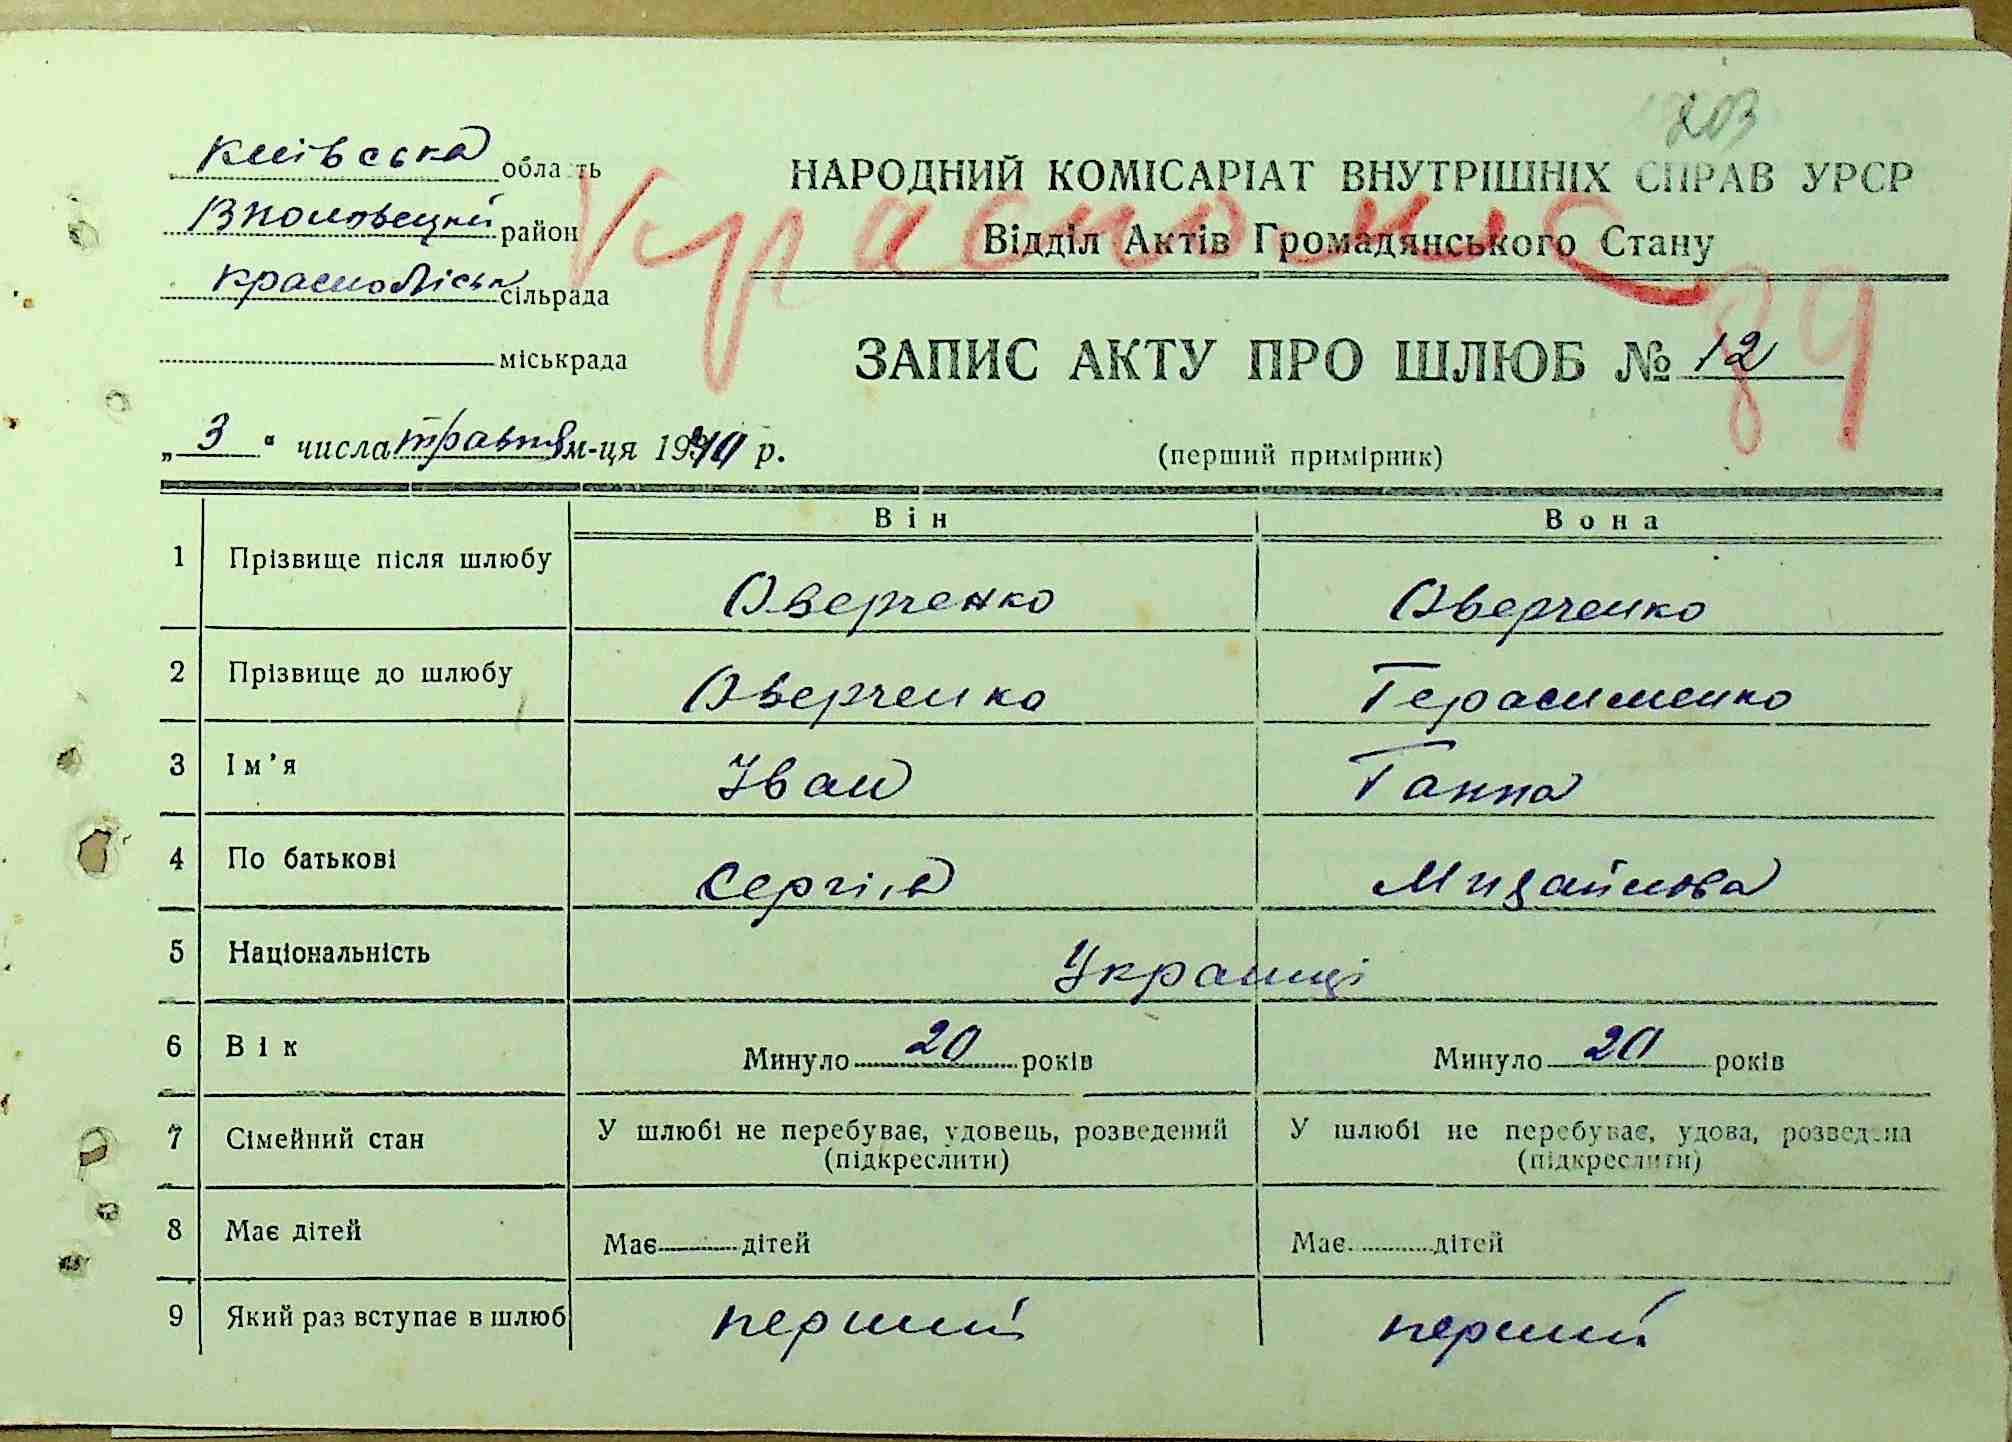 203
Київська область
НАРОДНИЙ КОМІСАРІАТ ВНУТРІШНІХ СПРАВ УРСР
Вполовецький район
Відділ Актів Громадянського Стану
Краснолісы сільрада
міськрада
ЗАПИС АКТУ ПРО ШЛЮБ № 12
89
„ 3 “ числа травня м-ця 1940 р.
(перший примірник)
Він Вона
1 Прізвище після шлюбу Оверченко Оверченко
2 Прізвище до шлюбу Оверченко Герасименко
3 Ім'я Іван Ганна
4 По батькові Сергій Михайлова
5 Національність Українці
6 Вік Минуло 20 років Минуло 20 років
7 Сімейний стан У шлюбі не перебуває, удовець, розведений У шлюбі не перебуває, удова, розведена
(підкреслити) (підкреслити)
8 Має дітей Має дітей Має дітей
9 Який раз вступає в шлюб перший перший